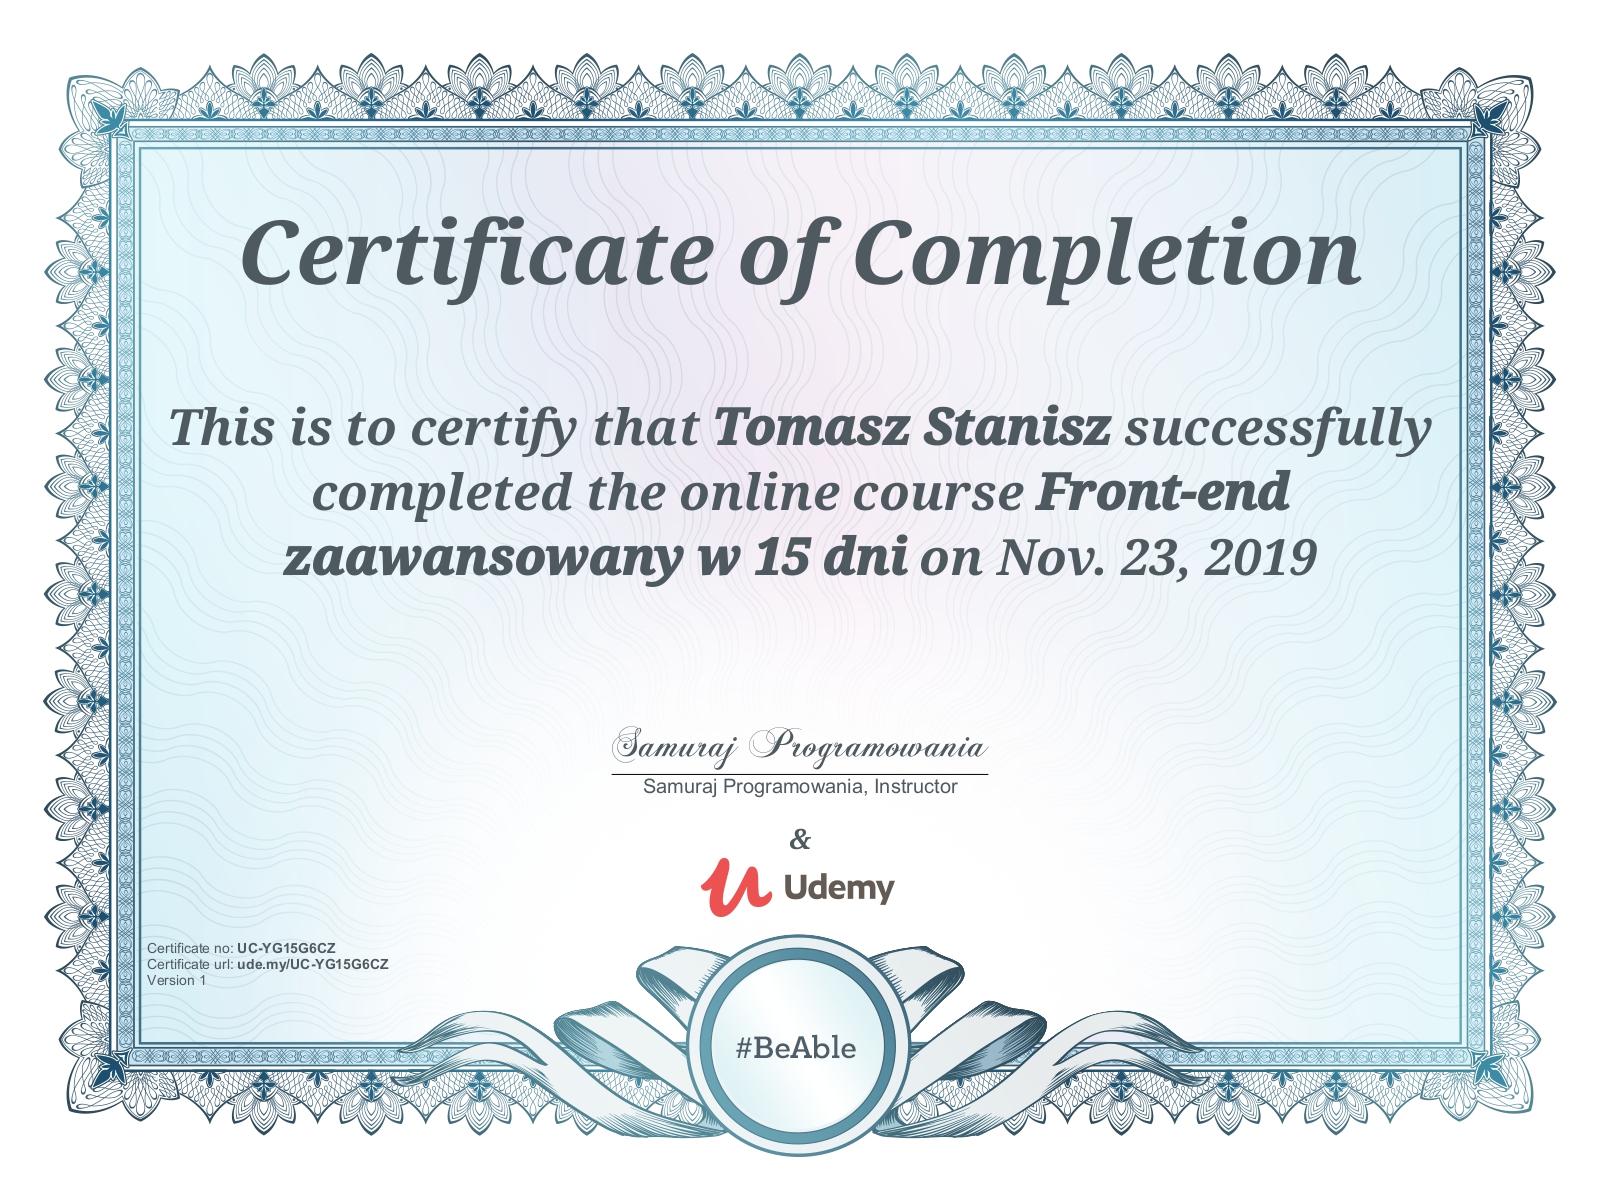 Certificate of Completion
This is to certify that Tomasz Stanisz successfully
completed the online course Front-end
zaawansowany w 15 dni on Nov. 23, 2019
Samuraj Programowania
Samuraj Programowania, Instructor
&
Udemy
Certificate no: UC-YG15G6CZ
Certificate url: ude.my/UC-YG15G6CZ
Version 1
#BeAble